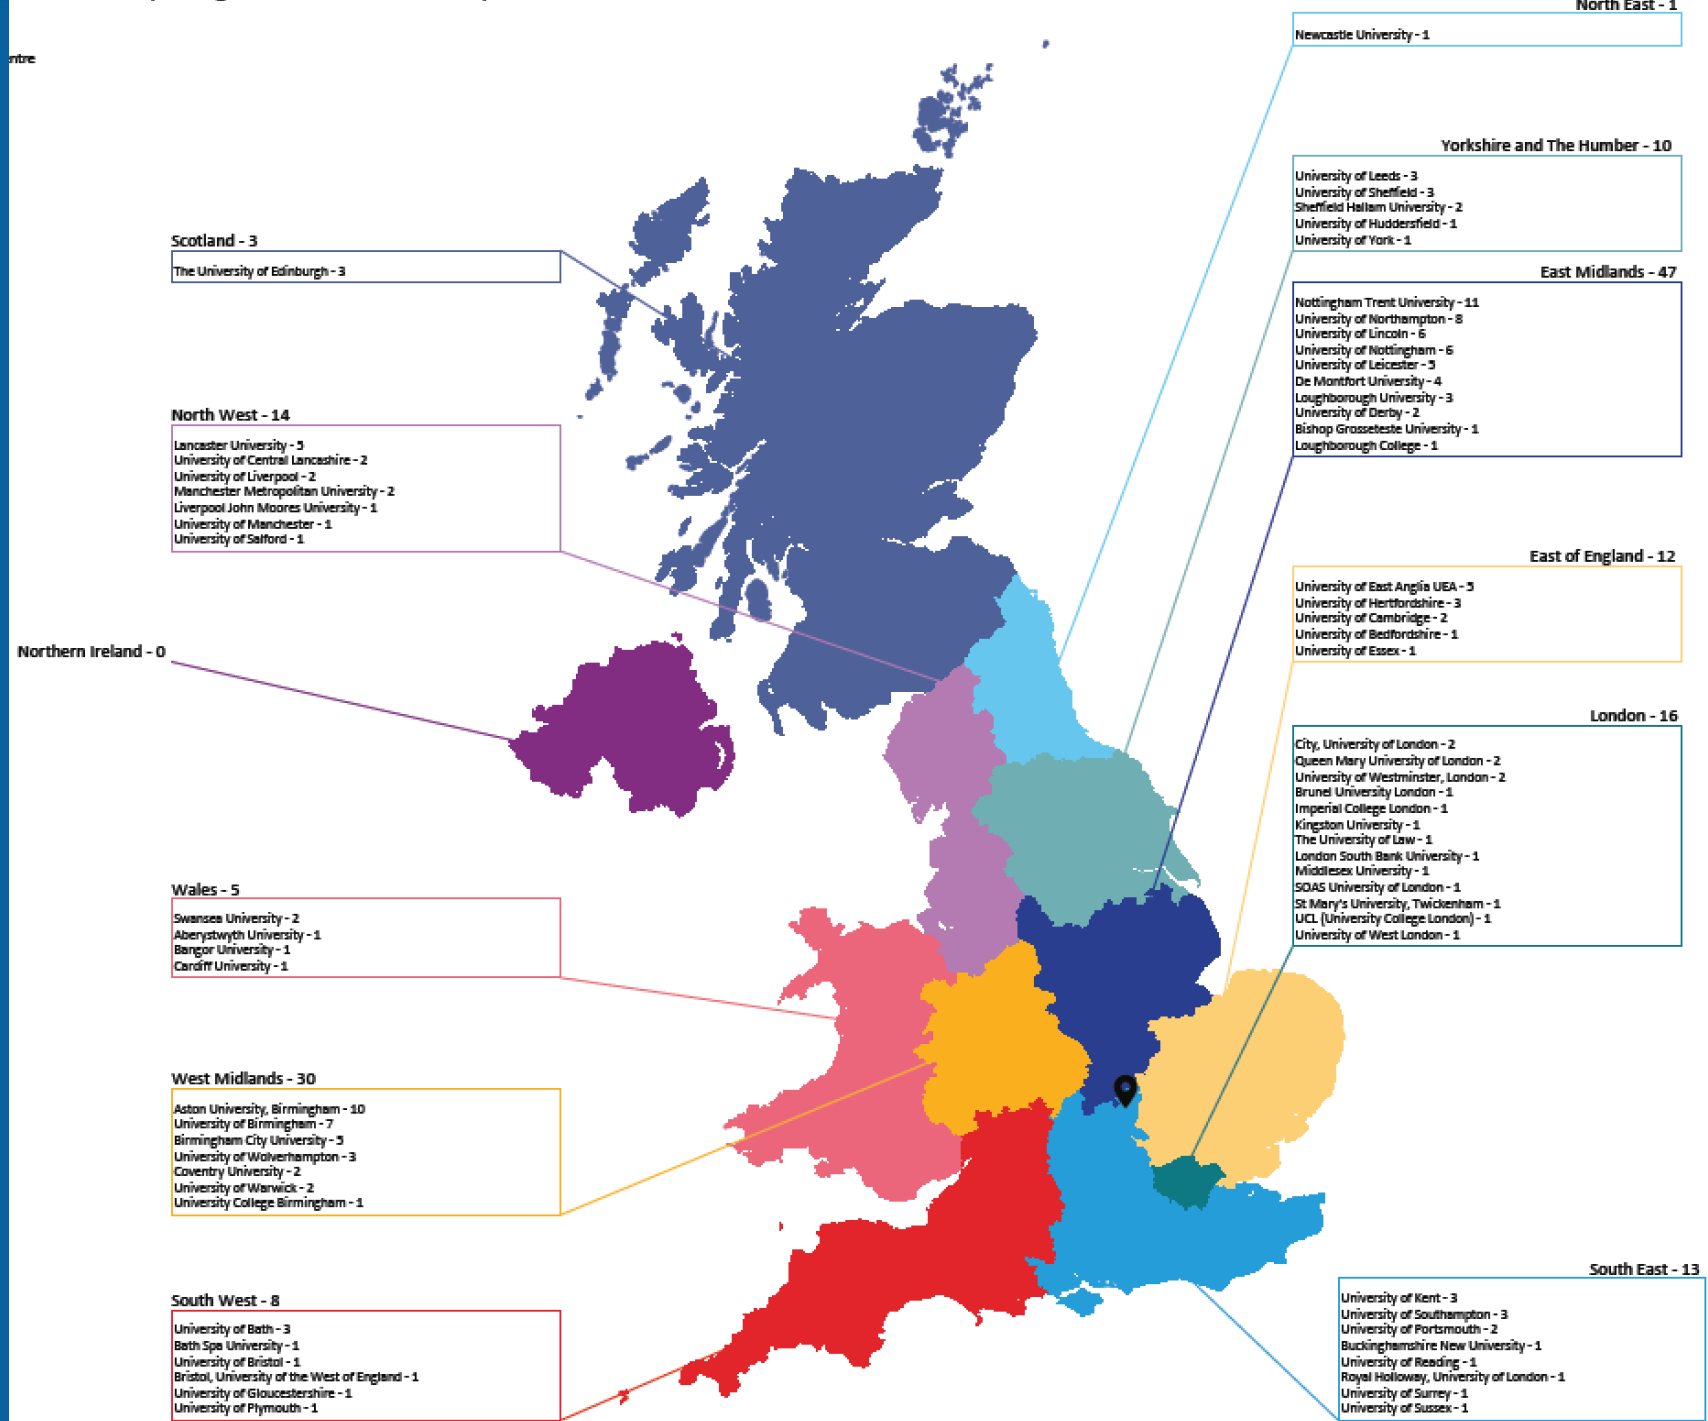 North East - 1
Newcastle University - 1
ntre
Yorkshire and The Humber - 10
University of Leeds - 3
University of Sheffield - 3
Sheffield Hallam University - 2
University of Huddersfield - 1
University of York - 1
Scotland - 3
The University of Edinburgh - 3
East Midlands - 47
Nottingham Trent University - 11
University of Northampton - 8
University of Lincoln - 6
University of Nottingham - 6
University of Leicester - 5
De Montfort University - 4
Loughborough University - 3
University of Derby - 2
Bishop Grosseteste University - 1
Loughborough College - 1
North West - 14
Lancaster University - 5
University of Central Lancashire - 2
University of Liverpool - 2
Manchester Metropolitan University - 2
Liverpool John Moores University - 1
University of Manchester - 1
University of Salford - 1
East of England - 12
University of East Anglia UEA - 5
University of Hertfordshire - 3
University of Cambridge - 2
University of Bedfordshire - 1
University of Essex - 1
Northern Ireland - 0
London - 16
City, University of London - 2
Queen Mary University of London - 2
University of Westminster, London - 2
Brunel University London - 1
Imperial College London - 1
Kingston University - 1
The University of Law - 1
London South Bank University - 1
Middlesex University - 1
SOAS University of London - 1
St Mary's University, Twickenham - 1
UCL (University College London) - 1
University of West London - 1
Wales - 5
Swansea University - 2
Aberystwyth University - 1
Bangor University - 1
Cardiff University - 1
West Midlands - 30
Aston University, Birmingham - 10
University of Birmingham - 7
Birmingham City University - 5
University of Wolverhampton - 3
Coventry University - 2
University of Warwick - 2
University College Birmingham - 1
South East - 13
University of Kent - 3
University of Southampton - 3
University of Portsmouth - 2
Buckinghamshire New University - 1
University of Reading - 1
Royal Holloway, University of London - 1
University of Surrey - 1
University of Sussex - 1
South West - 8
University of Bath - 3
Bath Spa University - 1
University of Bristol - 1
Bristol, University of the West of England - 1
University of Gloucestershire - 1
University of Plymouth - 1